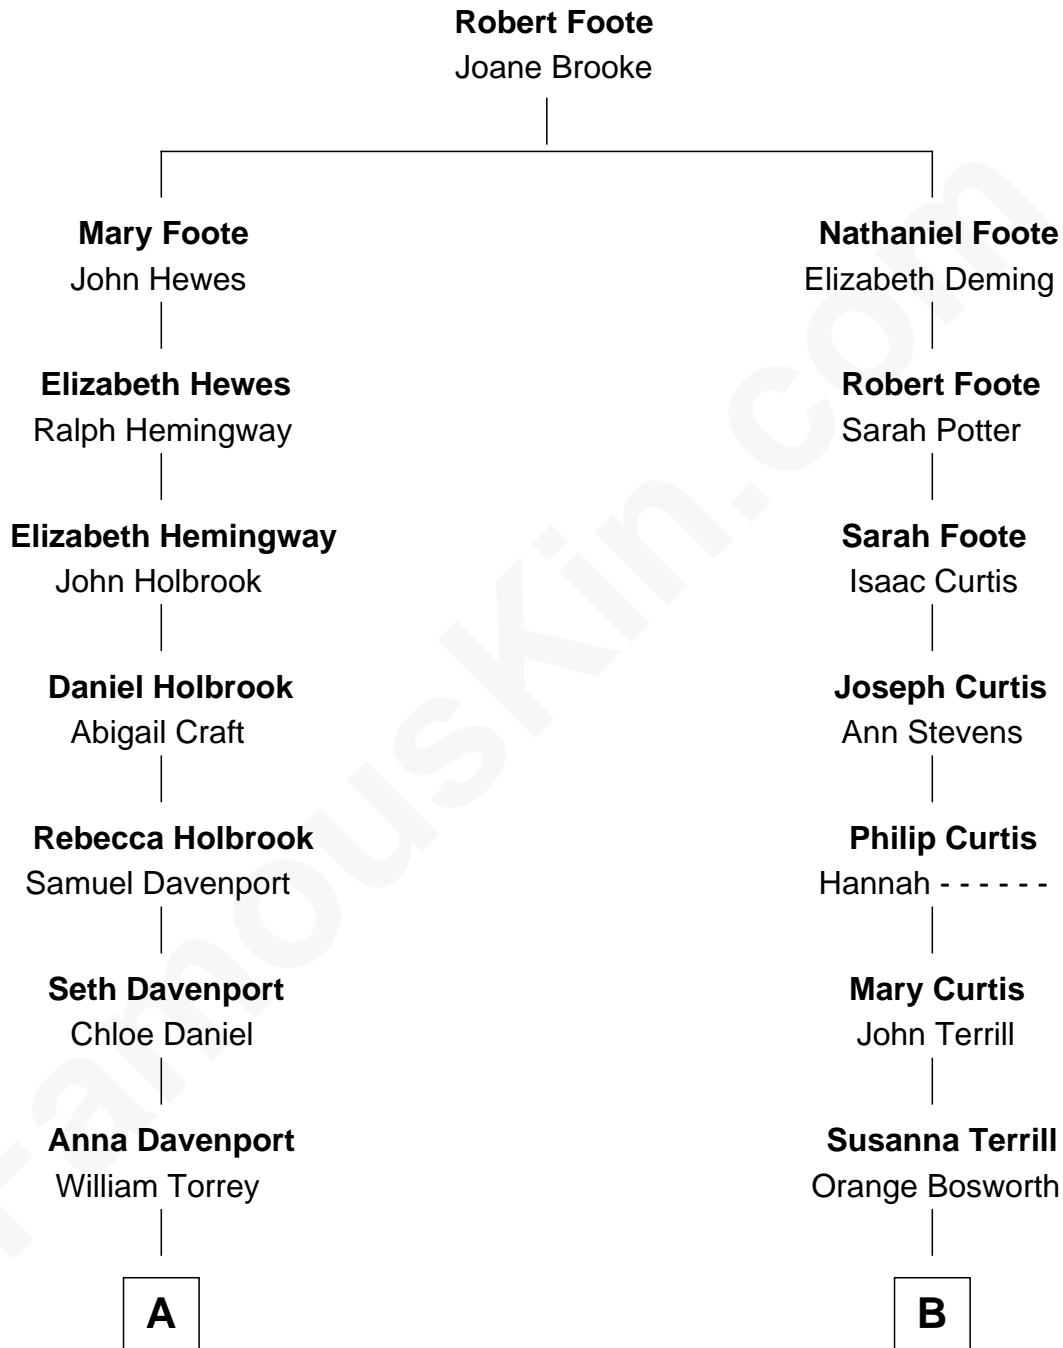 Robert Foote
Joane Brooke
Mary Foote
John Hewes
Nathaniel Foote
Elizabeth Deming
Elizabeth Hewes
Ralph Hemingway
Robert Foote
Sarah Potter
Elizabeth Hemingway
John Holbrook
Sarah Foote
Isaac Curtis
Daniel Holbrook
Abigail Craft
Joseph Curtis
Ann Stevens
Rebecca Holbrook
Samuel Davenport
Philip Curtis
Hannah - - - - - -
Seth Davenport
Chloe Daniel
Mary Curtis
John Terrill
Anna Davenport
William Torrey
Susanna Terrill
Orange Bosworth
A
B
FamousKin.com